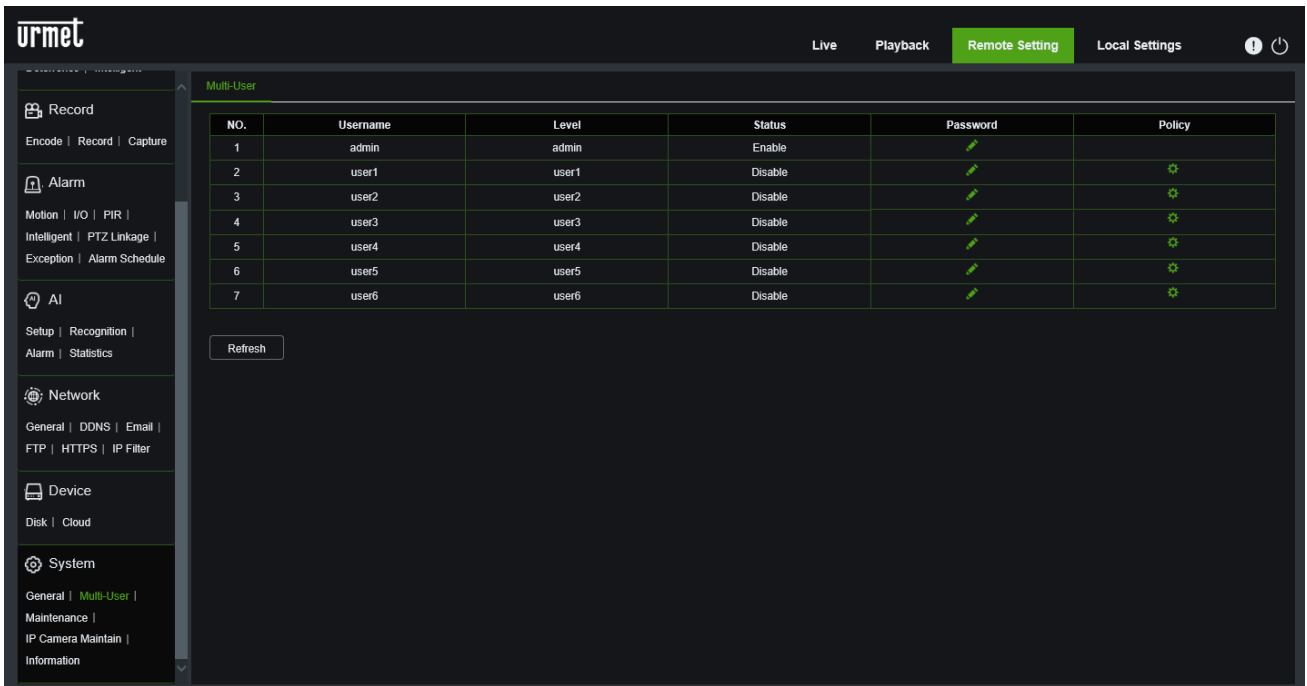 urmet
Live Playback Remote Setting Local Settings
Record
Encode | Record | Capture
Alarm
Motion | I/O | PIR |
Intelligent | PTZ Linkage |
Exception | Alarm Schedule
AI
Setup | Recognition |
Alarm | Statistics
Network
General | DDNS | Email |
FTP | HTTPS | IP Filter
Device
Disk | Cloud
System
General | Multi-User |
Maintenance |
IP Camera Maintain |
Information
Multi-User
NO. Username Level Status Password Policy
1 admin admin Enable
2 user1 user1 Disable
3 user2 user2 Disable
4 user3 user3 Disable
5 user4 user4 Disable
6 user5 user5 Disable
7 user6 user6 Disable
Refresh